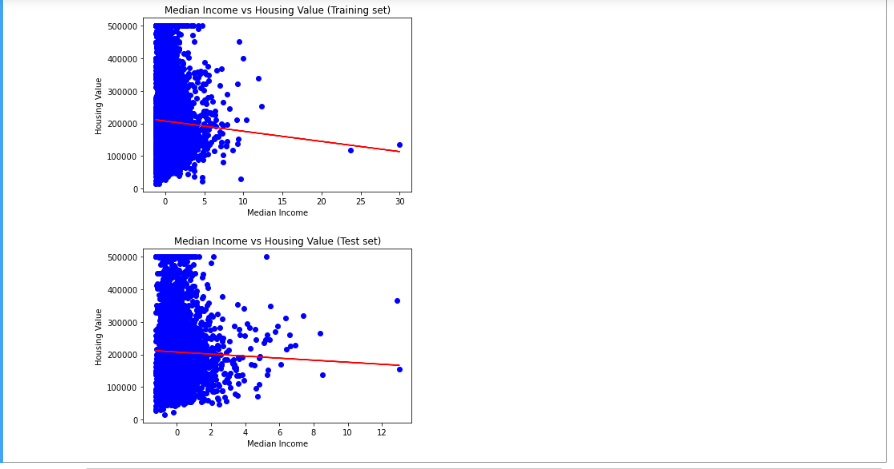 Median Income vs Housing Value (Training set)
500000
400000
300000
200000
100000
0
Housing Value
0 5 10 15 20 25 30
Median Income
Median Income vs Housing Value (Test set)
500000
400000
300000
200000
100000
0
Housing Value
0 2 4 6 8 10 12
Median Income